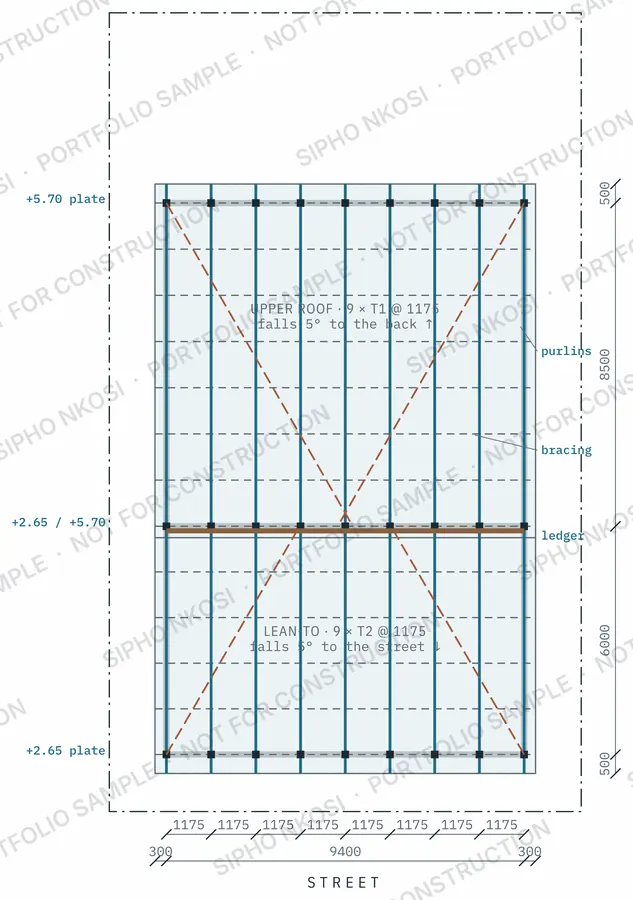 500
+5.70 plate
UPPER ROOF · 9 × T1 @ 1175
falls 5° to the back ↑
purlins
8500
bracing
+2.65 / +5.70
ledger
LEAN-TO · 9 × T2 @ 1175
falls 5° to the street ↓
6000
+2.65 plate
500
1175 1175 1175 1175 1175 1175 1175 1175
300 9400 300
STREET
SIPHO NKOSI · PORTFOLIO SAMPLE · NOT FOR CONSTRUCTION